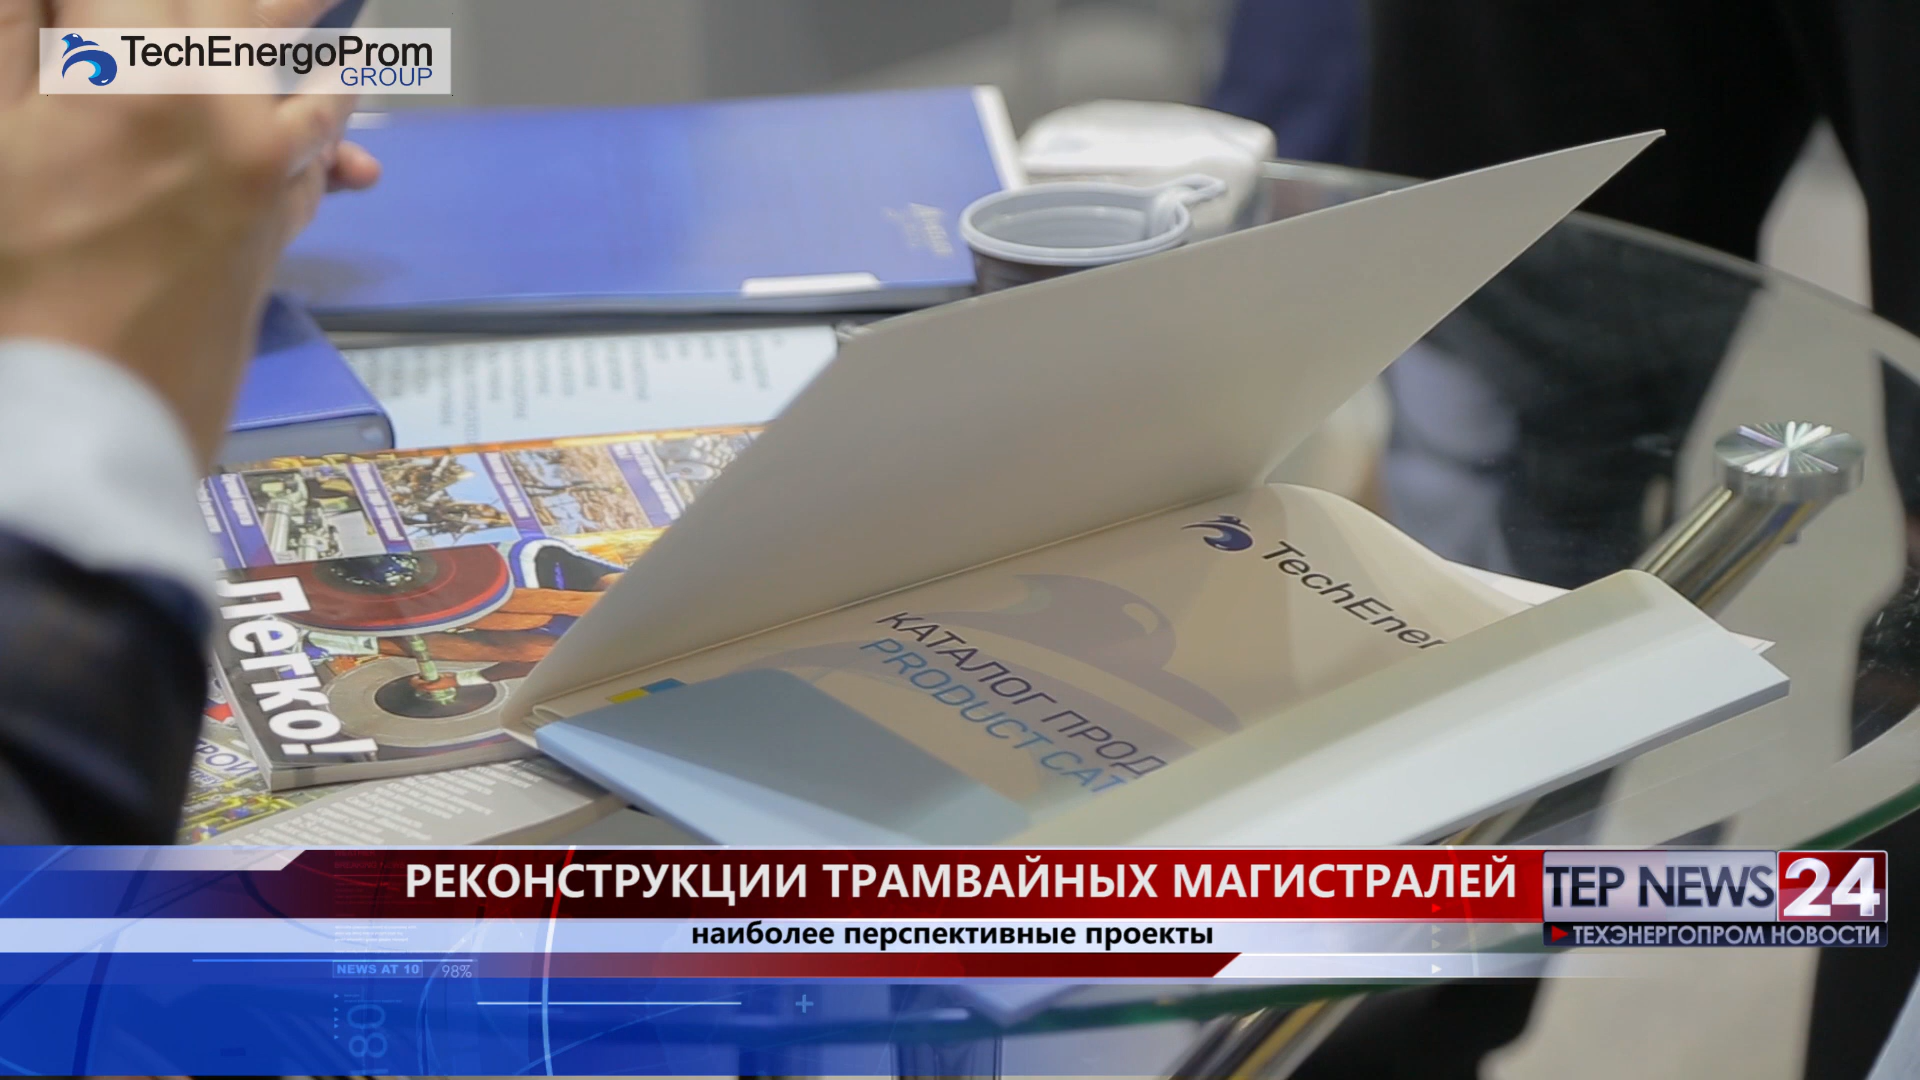 TechEnergoProm
GROUP
Легко!
TechEner
КАТАЛОГ ПРОД
PRODUCT CAT
РЕКОНСТРУКЦИИ ТРАМВАЙНЫХ МАГИСТРАЛЕЙ
наиболее перспективные проекты
TEP NEWS 24
ТЕХЭНЕРГОПРОМ НОВОСТИ
NEWS AT 10 98%
180